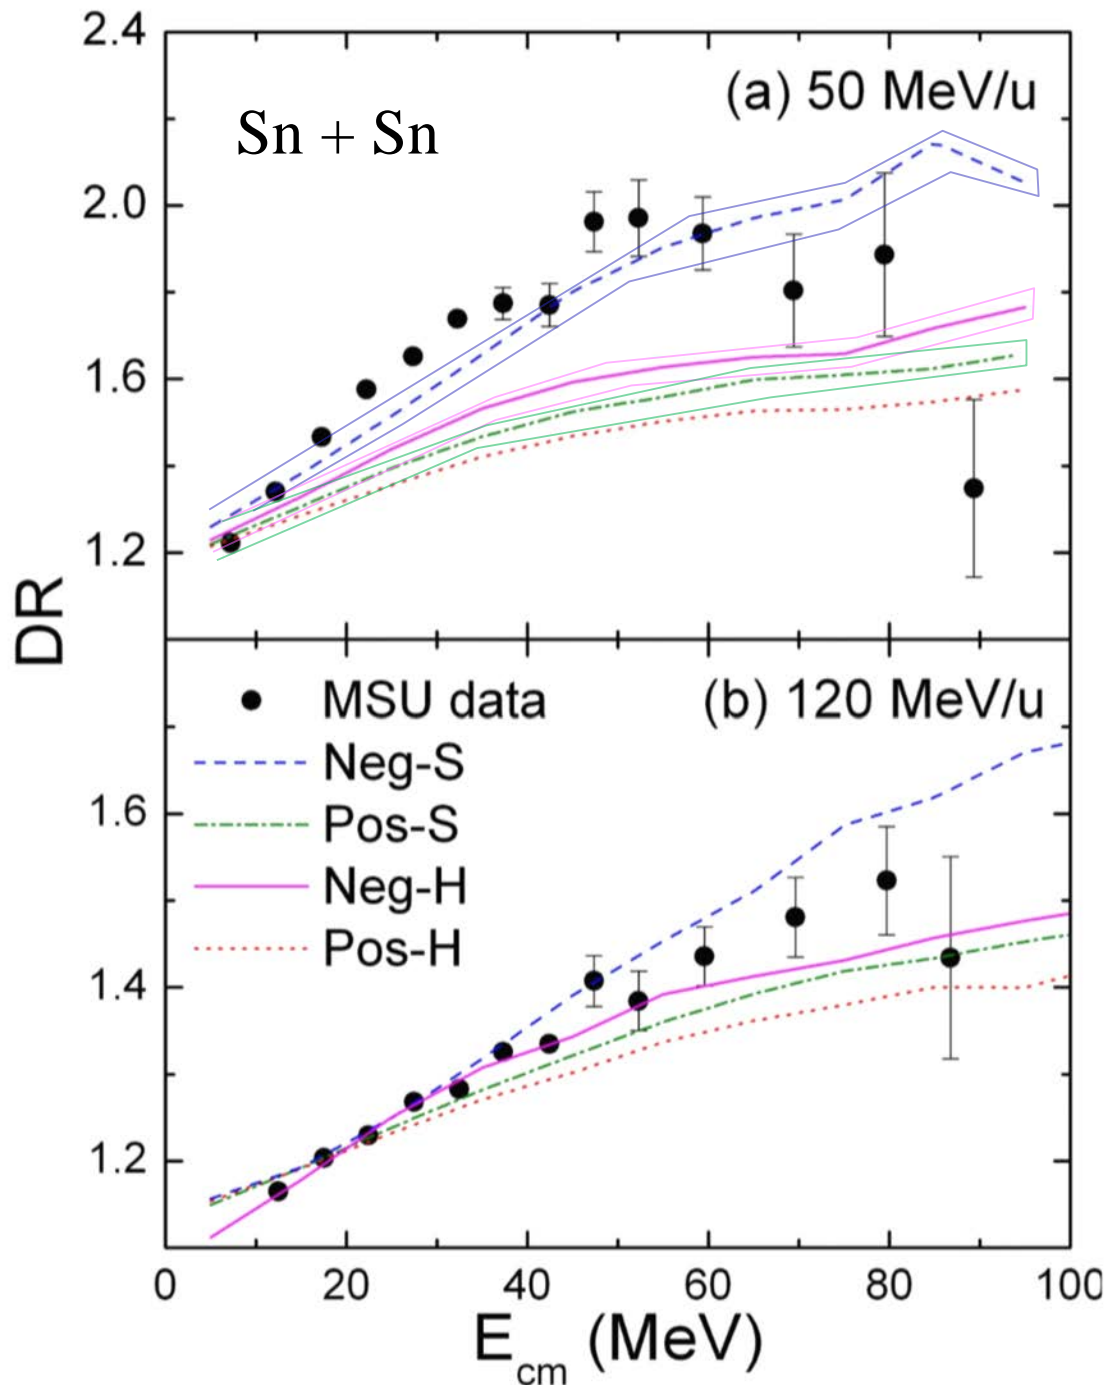 2.4
(a) 50 MeV/u
Sn + Sn
2.0
1.6
1.2
DR
MSU data
(b) 120 MeV/u
Neg-S
1.6
Pos-S
Neg-H
Pos-H
1.4
1.2
0 20 40 60 80 100
E_cm (MeV)